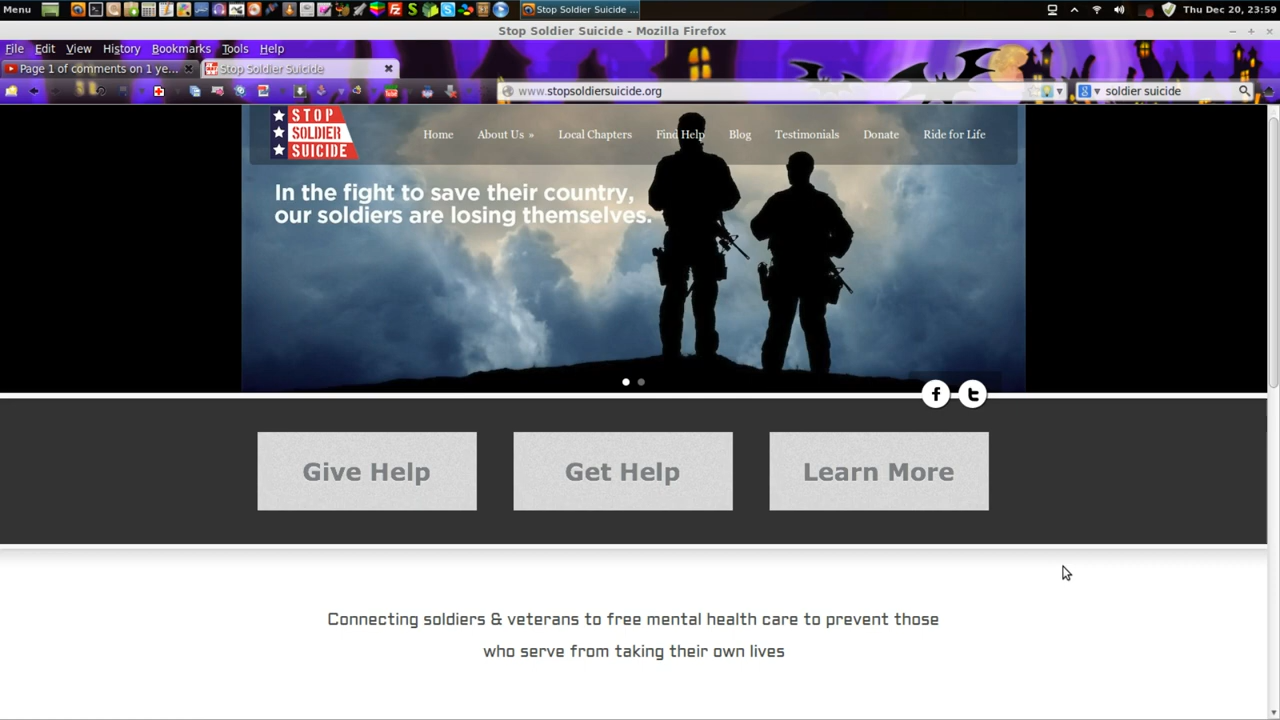 Menu
Stop Soldier Suicide ...
Thu Dec 20, 23:59
Stop Soldier Suicide - Mozilla Firefox
File Edit View History Bookmarks Tools Help
Page 1 of comments on 1 ye...
Stop Soldier Suicide
www.stopsoldiersuicide.org
soldier suicide
STOP
SOLDIER
SUICIDE
Home About Us » Local Chapters Find Help Blog Testimonials Donate Ride for Life
In the fight to save their country,
our soldiers are losing themselves.
Give Help Get Help Learn More
Connecting soldiers & veterans to free mental health care to prevent those
who serve from taking their own lives